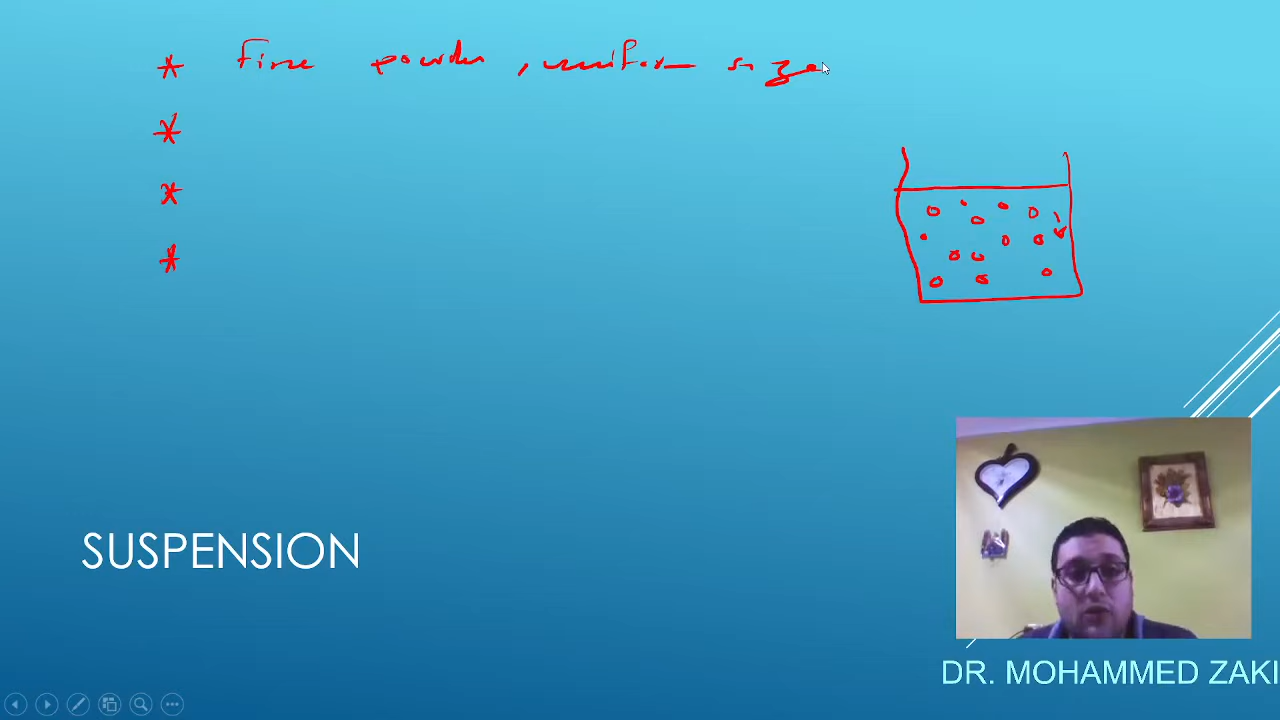 * Fine powder, uniform size
*
*
*
SUSPENSION
DR. MOHAMMED ZAKI